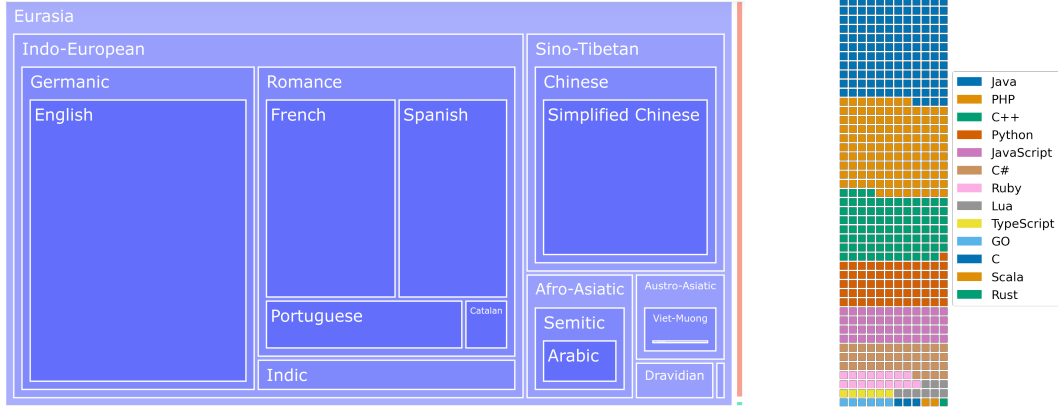 Eurasia
Indo-European
Germanic
English
Romance
French
Spanish
Portuguese
Catalan
Indic
Sino-Tibetan
Chinese
Simplified Chinese
Afro-Asiatic
Semitic
Arabic
Austro-Asiatic
Viet-Muong
Dravidian
Java
PHP
C++
Python
JavaScript
C#
Ruby
Lua
TypeScript
GO
C
Scala
Rust